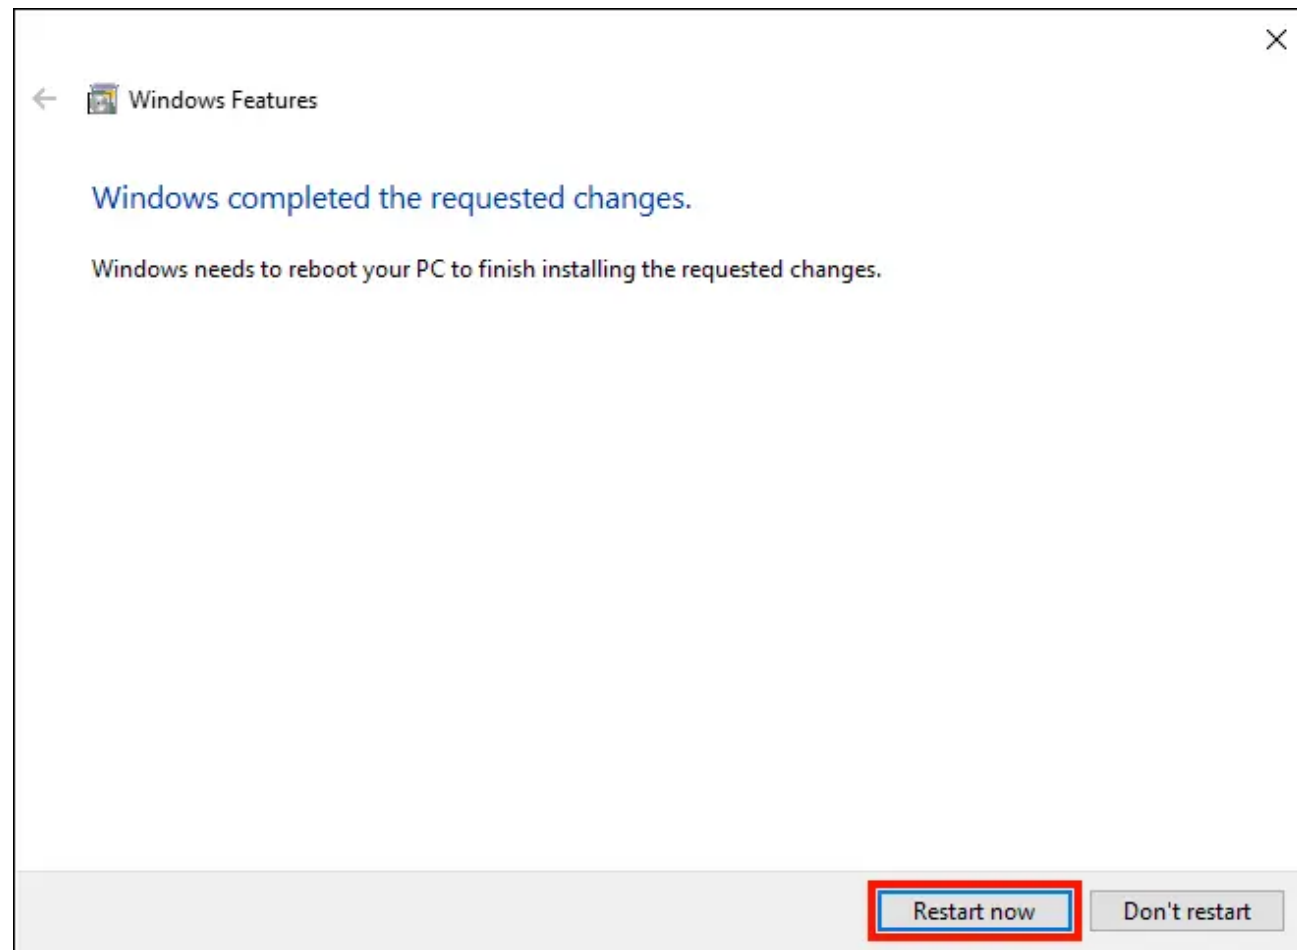 Windows Features
Windows completed the requested changes.
Windows needs to reboot your PC to finish installing the requested changes.
Restart now
Don't restart